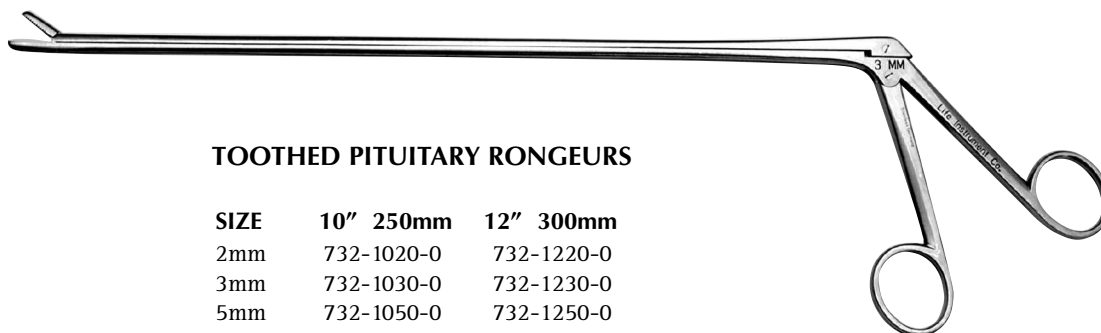 3 MM
Life Instrument Co.
TOOTHED PITUITARY RONGEURS
SIZE 10″ 250mm 12″ 300mm
2mm 732-1020-0 732-1220-0
3mm 732-1030-0 732-1230-0
5mm 732-1050-0 732-1250-0